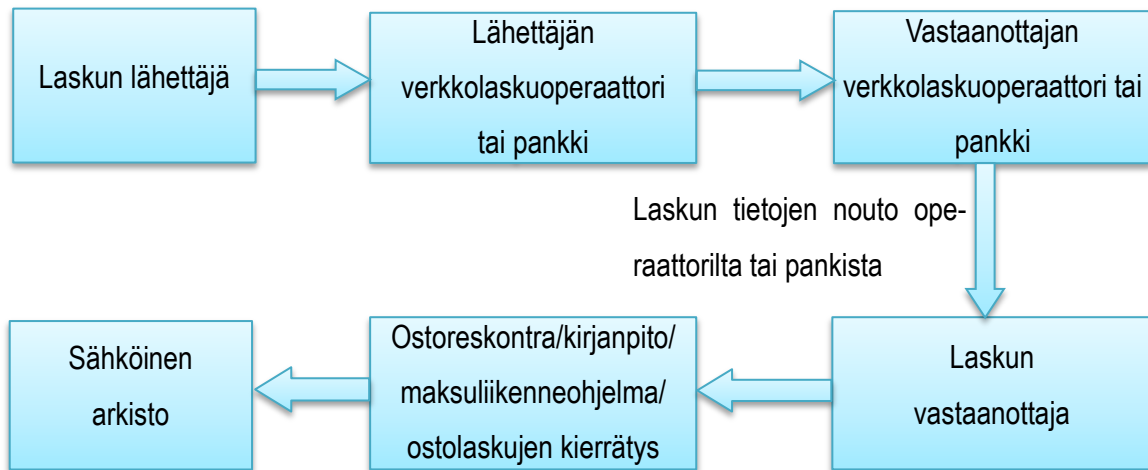 Laskun lähettäjä
Lähettäjän
verkkolaskuoperaattori
tai pankki
Vastaanottajan
verkkolaskuoperaattori tai
pankki
Laskun tietojen nouto ope-
raattorilta tai pankista
Laskun
vastaanottaja
Ostoreskontra/kirjanpito/
maksuliikenneohjelma/
ostolaskujen kierrätys
Sähköinen
arkisto